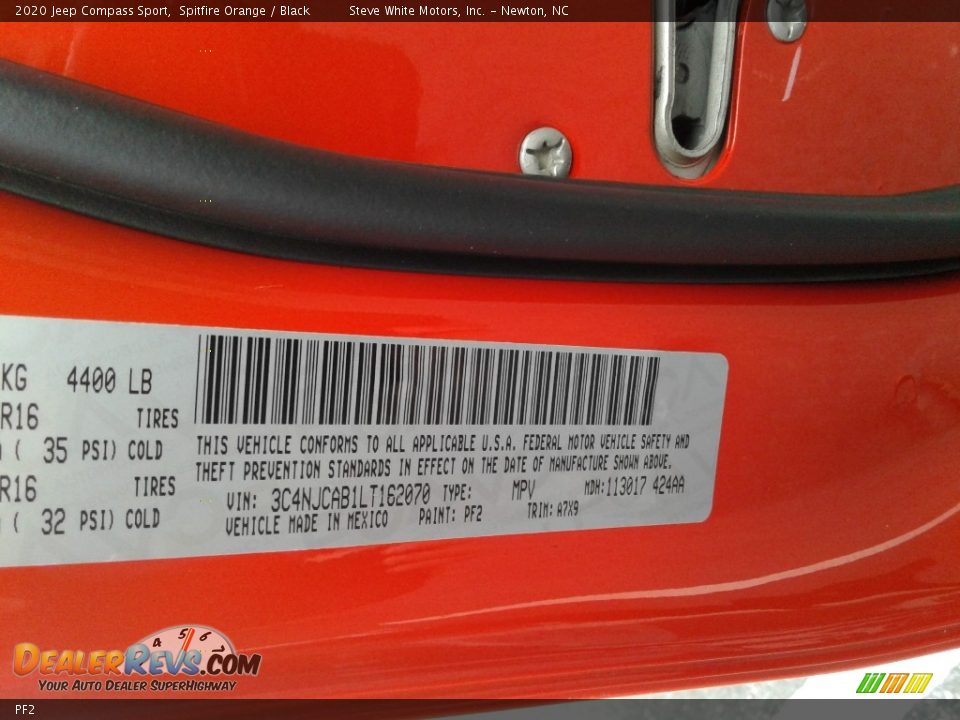 2020 Jeep Compass Sport, Spitfire Orange / Black Steve White Motors, Inc. - Newton, NC
KG 4400 LB
R16 TIRES
( 35 PSI) COLD
R16 TIRES
( 32 PSI) COLD
THIS VEHICLE CONFORMS TO ALL APPLICABLE U.S.A. FEDERAL MOTOR VEHICLE SAFETY AND
THEFT PREVENTION STANDARDS IN EFFECT ON THE DATE OF MANUFACTURE SHOWN ABOVE.
VIN: 3C4NJCAB1LT162070 TYPE: MPV MDH:113017 424AA
VEHICLE MADE IN MEXICO PAINT: PF2 TRIM: A7X9
4 5 6
DEALERREVS.COM
YOUR AUTO DEALER SUPERHIGHWAY
PF2